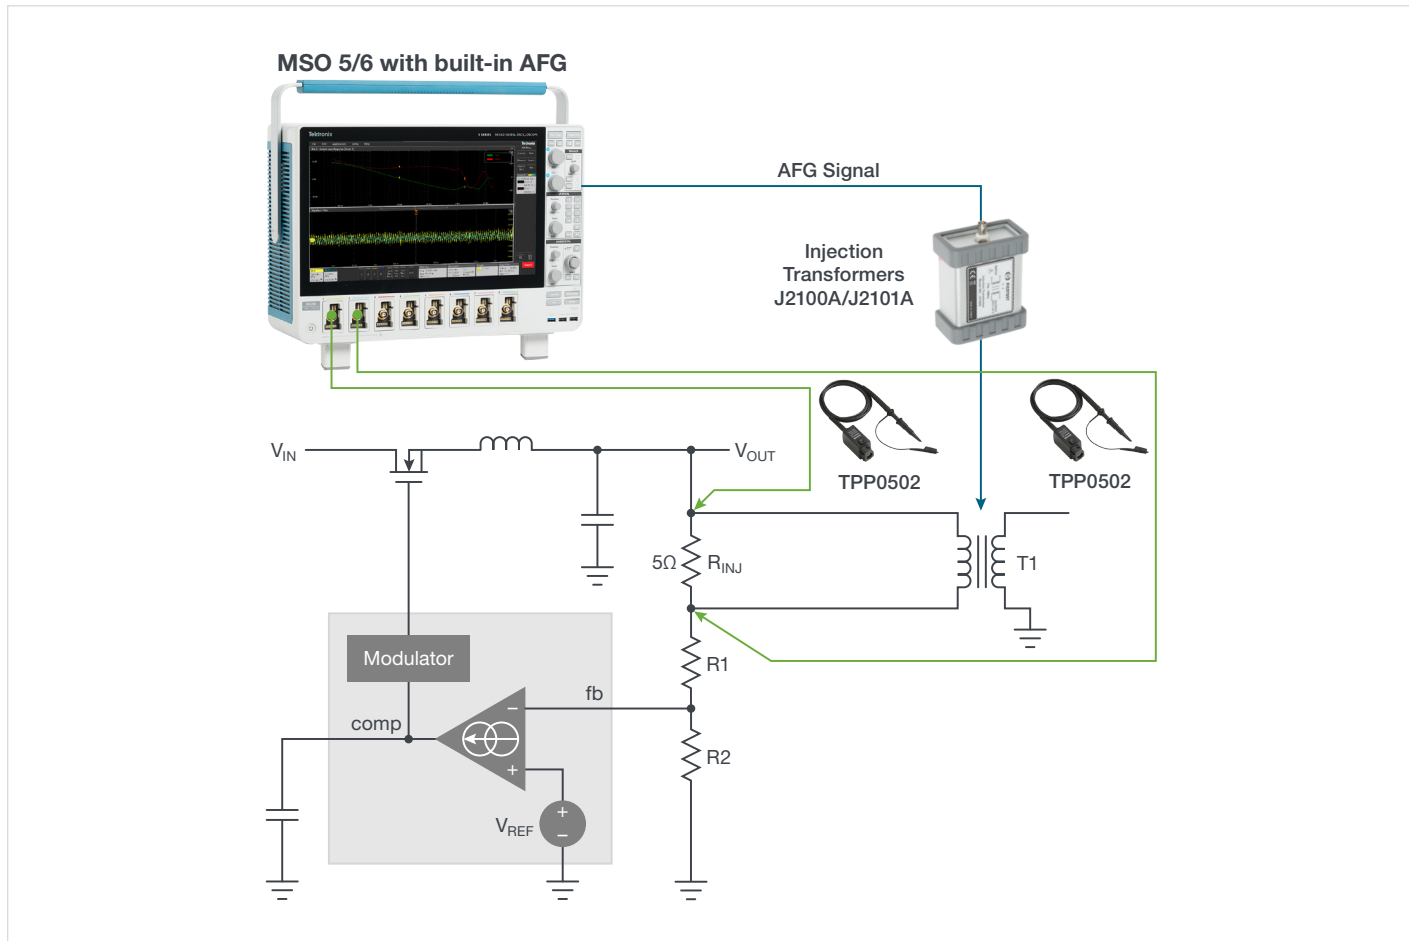 MSO 5/6 with built-in AFG
Tektronix
Tektronix
AFG Signal
Injection
Transformers
J2100A/J2101A
TPP0502
TPP0502
VIN
VOUT
5Ω
RINJ
T1
Modulator
R1
fb
comp
−
+
R2
VREF
+
−